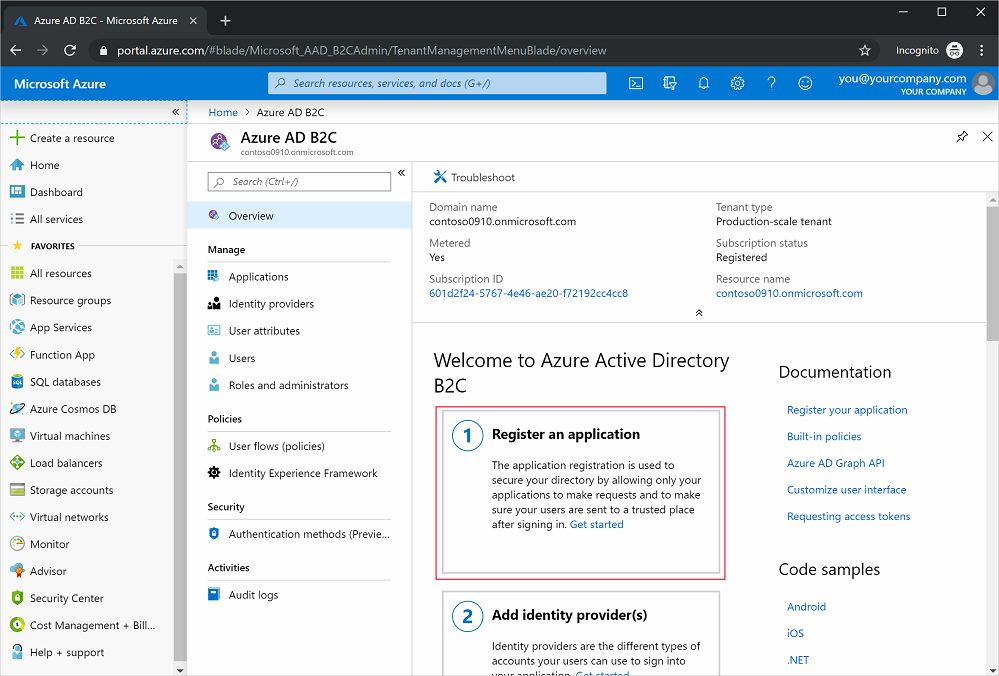 Azure AD B2C - Microsoft Azure
portal.azure.com/#blade/Microsoft_AAD_B2CAdmin/TenantManagementMenuBlade/overview
Incognito
Microsoft Azure
Search resources, services, and docs (G+/)
you@yourcompany.com
YOUR COMPANY
Create a resource
Home
Dashboard
All services
FAVORITES
All resources
Resource groups
App Services
Function App
SQL databases
Azure Cosmos DB
Virtual machines
Load balancers
Storage accounts
Virtual networks
Monitor
Advisor
Security Center
Cost Management + Bill...
Help + support
Home > Azure AD B2C
Azure AD B2C
contoso0910.onmicrosoft.com
Search (Ctrl+/)
Overview
Manage
Applications
Identity providers
User attributes
Users
Roles and administrators
Policies
User flows (policies)
Identity Experience Framework
Security
Authentication methods (Previe...
Activities
Audit logs
Troubleshoot
Domain name
contoso0910.onmicrosoft.com
Metered
Yes
Subscription ID
601d2f24-5767-4e46-ae20-f72192cc4cc8
Tenant type
Production-scale tenant
Subscription status
Registered
Resource name
contoso0910.onmicrosoft.com
Welcome to Azure Active Directory
B2C
1
Register an application
The application registration is used to
secure your directory by allowing only your
applications to make requests and to make
sure your users are sent to a trusted place
after signing in. Get started
2
Add identity provider(s)
Identity providers are the different types of
accounts your users can use to sign into
your application. Get started
Documentation
Register your application
Built-in policies
Azure AD Graph API
Customize user interface
Requesting access tokens
Code samples
Android
iOS
.NET